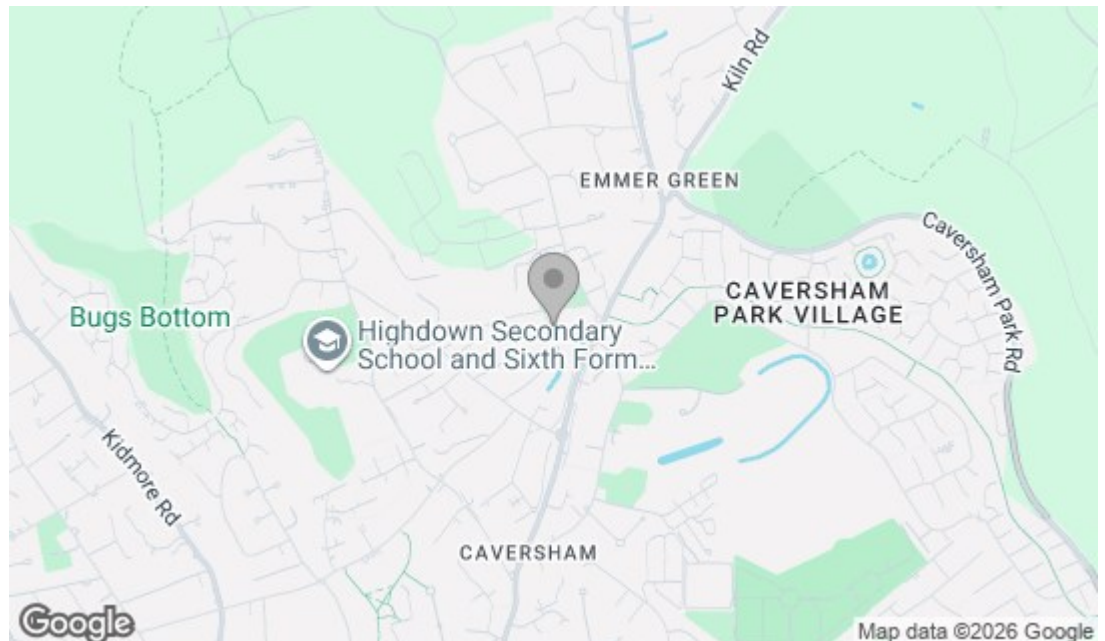 Kiln Rd
EMMER GREEN
Caversham Park Rd
CAVERSHAM
PARK VILLAGE
Bugs Bottom
Highdown Secondary
School and Sixth Form...
Kidmore Rd
CAVERSHAM
Google
Map data ©2026 Google